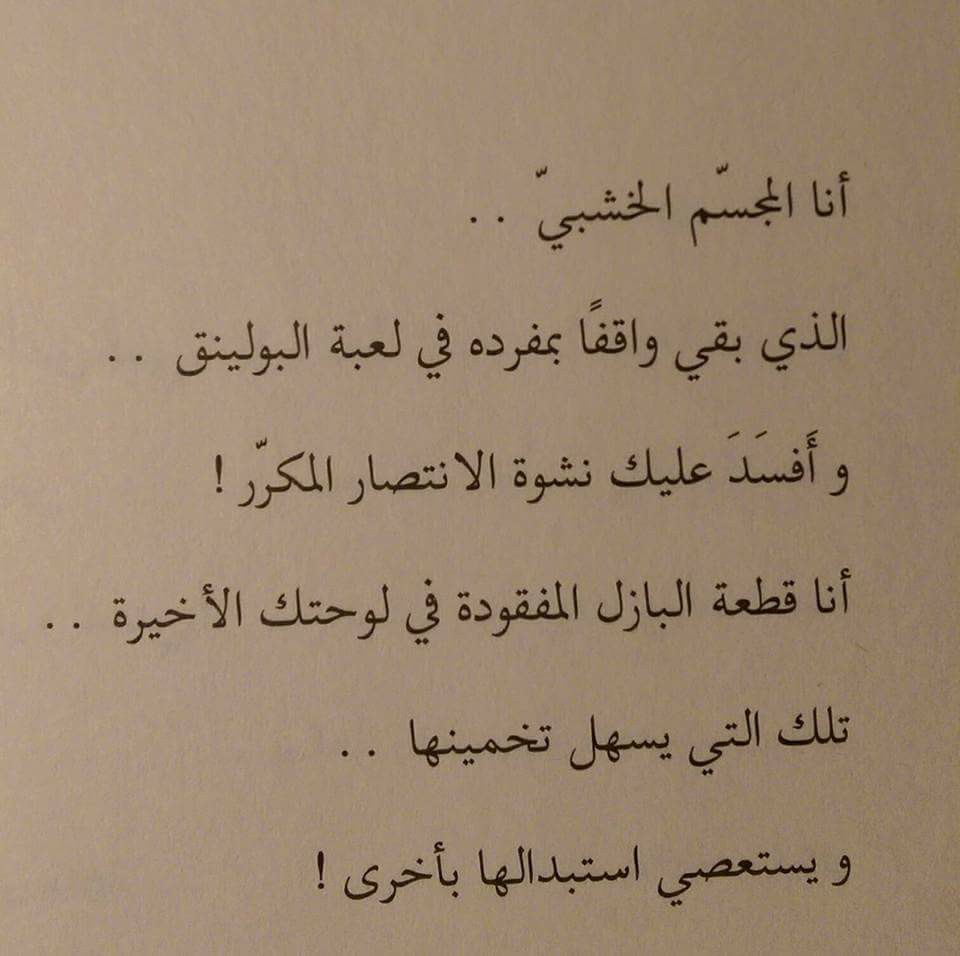 أنا المجسّم الخشبيّ . .
الذي بقي واقفًا بمفرده في لعبة البولينق . .
و أَفسَدَ عليك نشوة الانتصار المكرّر !
أنا قطعة البازل المفقودة في لوحتك الأخيرة . .
تلك التي يسهل تخمينها . .
و يستعصي استبدالها بأخرى !